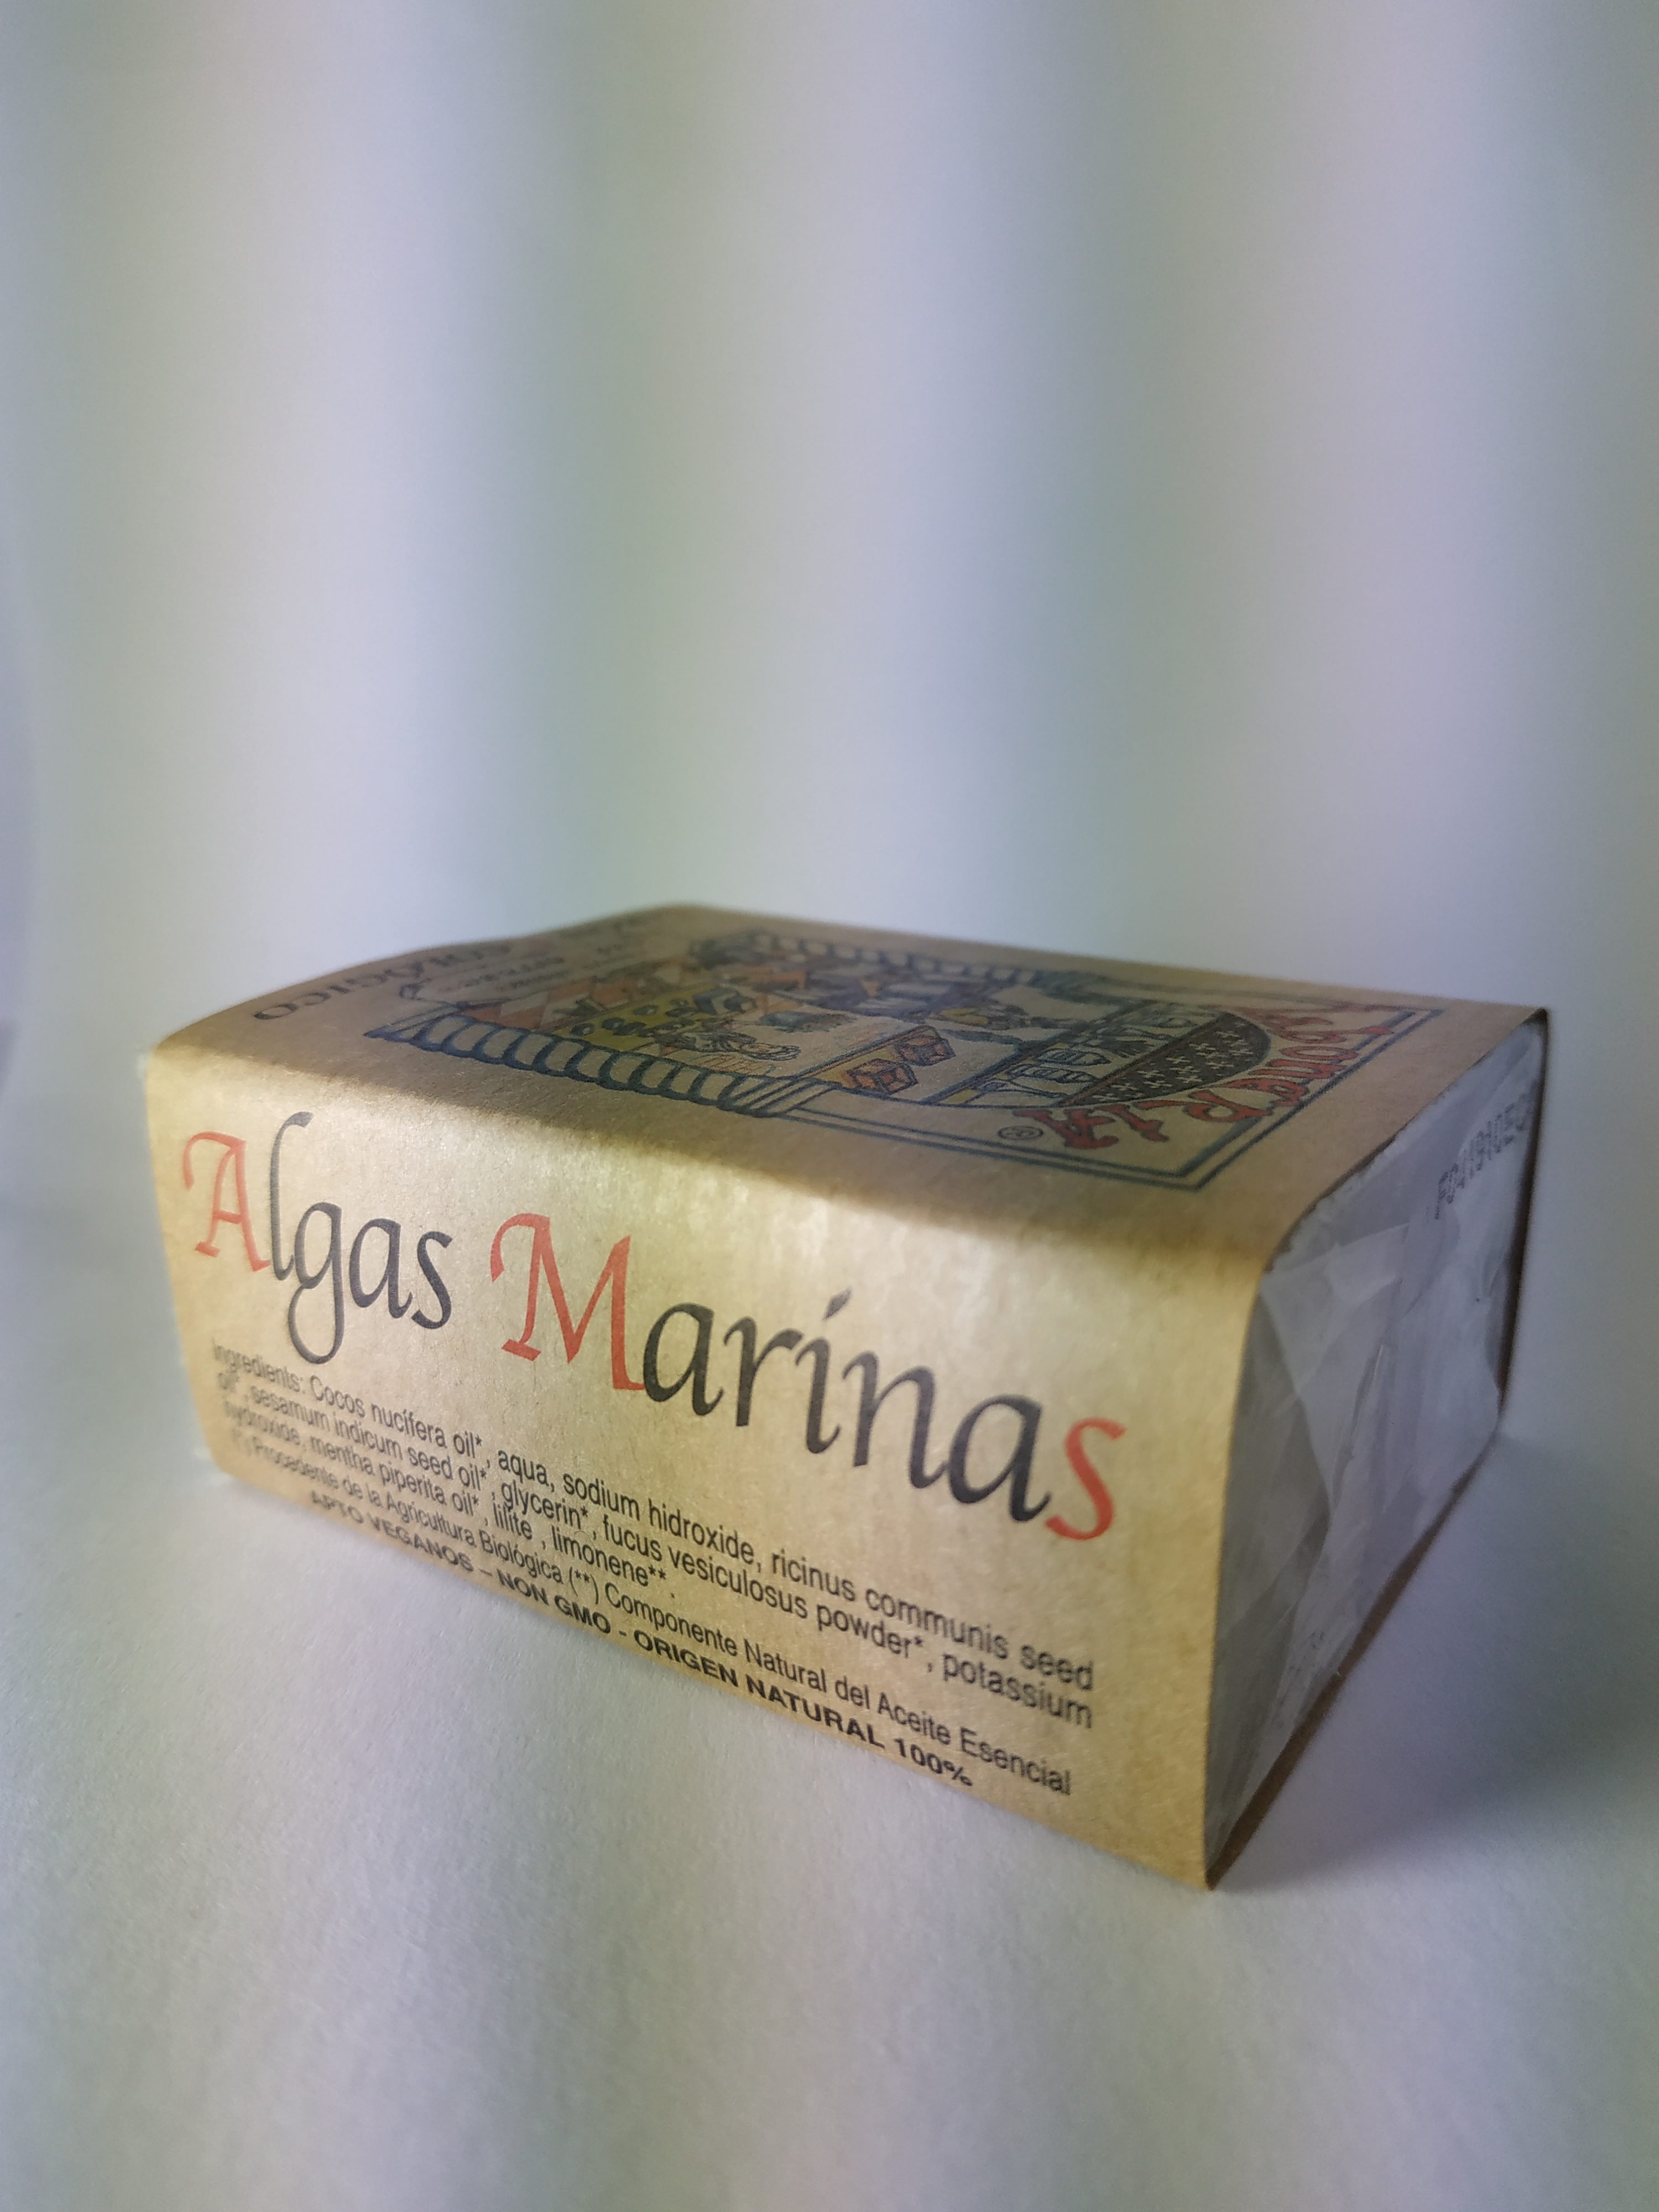 Algas Marinas
Ingredients: Cocos nucífera oil*, aqua, sodium hidroxide, ricinus communis seed
oil*, sesamum indicum seed oil*, glycerin*, fucus vesiculosus powder*, potassium
hydroxide, mentha piperita oil*, lilite, limonene**.
(*) Procedente de la Agricultura Biológica (**) Componente Natural del Aceite Esencial
APTO VEGANOS – NON GMO - ORIGEN NATURAL 100%